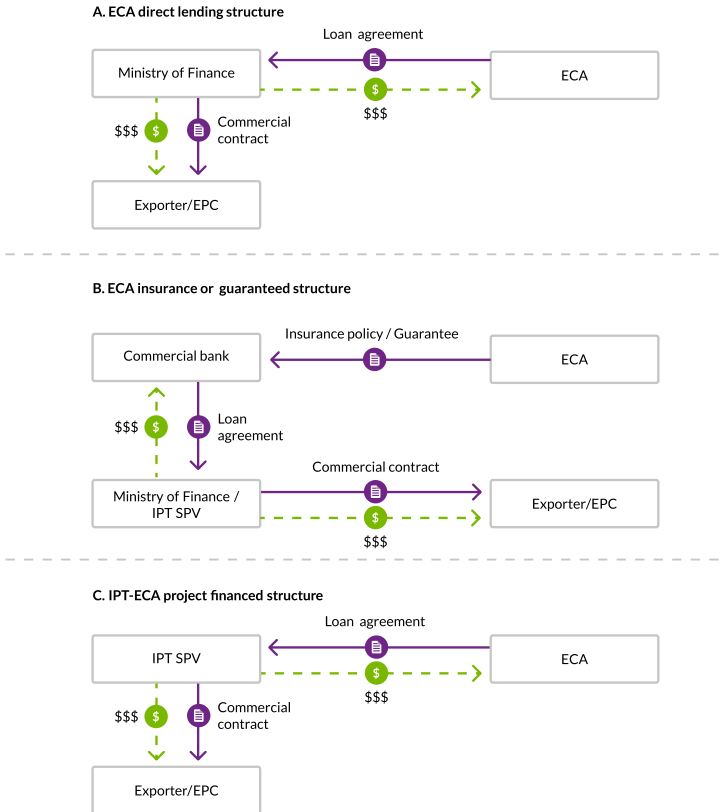 A. ECA direct lending structure
Loan agreement
Ministry of Finance
ECA
$
$$$
$$$
$
Commercial
contract
Exporter/EPC
B. ECA insurance or guaranteed structure
Insurance policy / Guarantee
Commercial bank
ECA
$$$
$
Loan
agreement
Commercial contract
Ministry of Finance /
IPT SPV
Exporter/EPC
$
$$$
C. IPT-ECA project financed structure
Loan agreement
IPT SPV
ECA
$
$$$
$$$
$
Commercial
contract
Exporter/EPC